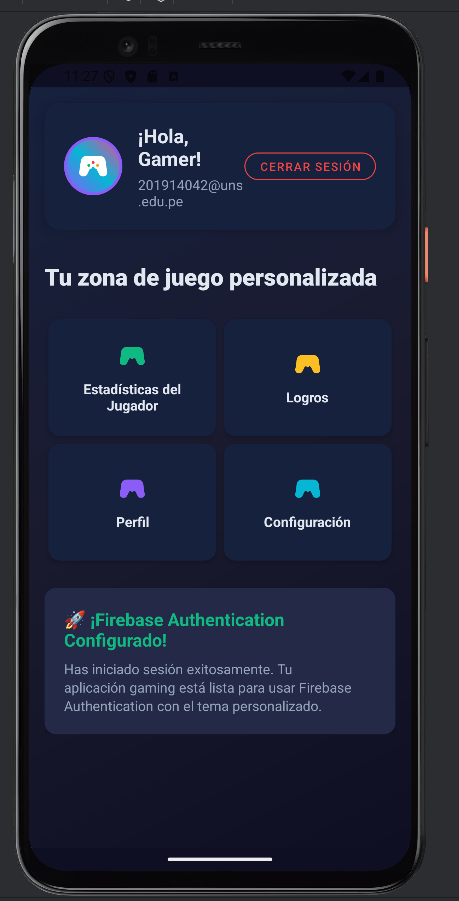 11:27
¡Hola,
Gamer!
201914042@uns
.edu.pe
CERRAR SESIÓN
Tu zona de juego personalizada
Estadísticas del
Jugador
Logros
Perfil
Configuración
🚀 ¡Firebase Authentication
Configurado!
Has iniciado sesión exitosamente. Tu
aplicación gaming está lista para usar Firebase
Authentication con el tema personalizado.